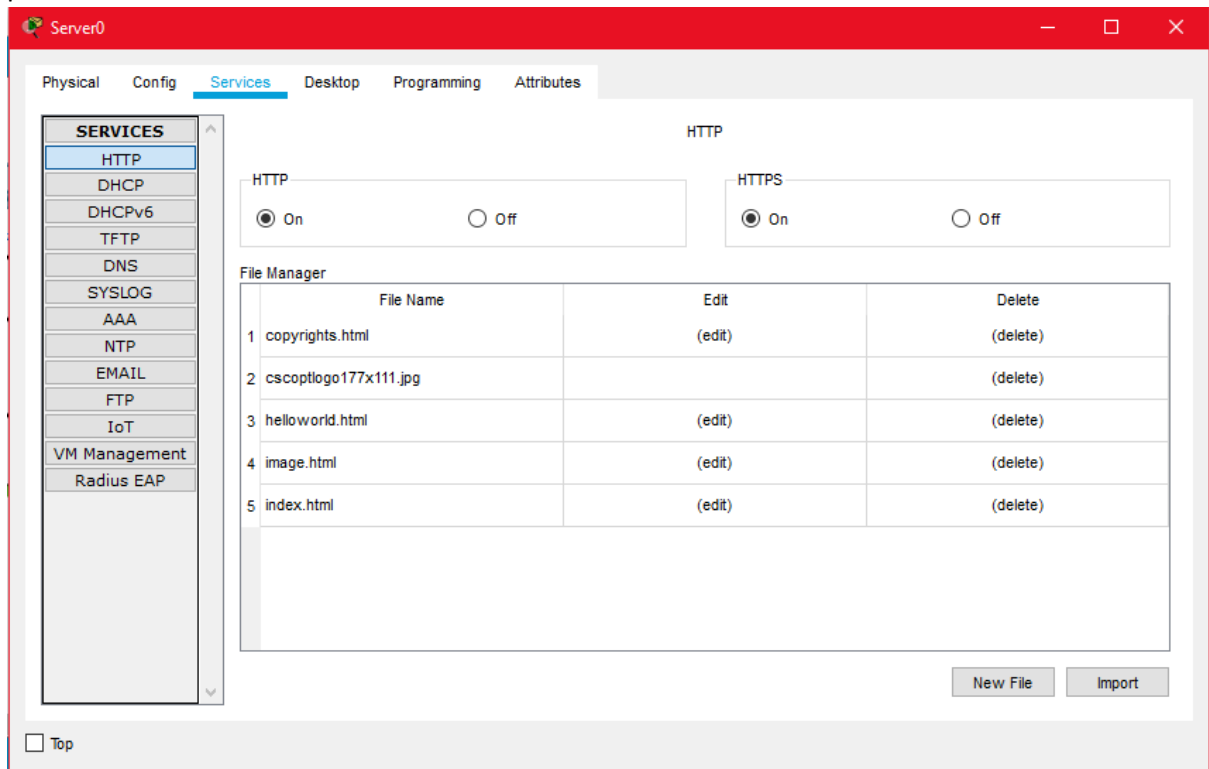 Server0
Physical Config Services Desktop Programming Attributes
SERVICES
HTTP
DHCP
DHCPv6
TFTP
DNS
SYSLOG
AAA
NTP
EMAIL
FTP
IoT
VM Management
Radius EAP
HTTP
HTTP
On Off
HTTPS
On Off
File Manager
File Name Edit Delete
1 copyrights.html (edit) (delete)
2 cscoptlogo177x111.jpg (delete)
3 helloworld.html (edit) (delete)
4 image.html (edit) (delete)
5 index.html (edit) (delete)
New File Import
Top